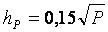 h_P = 0,15√P